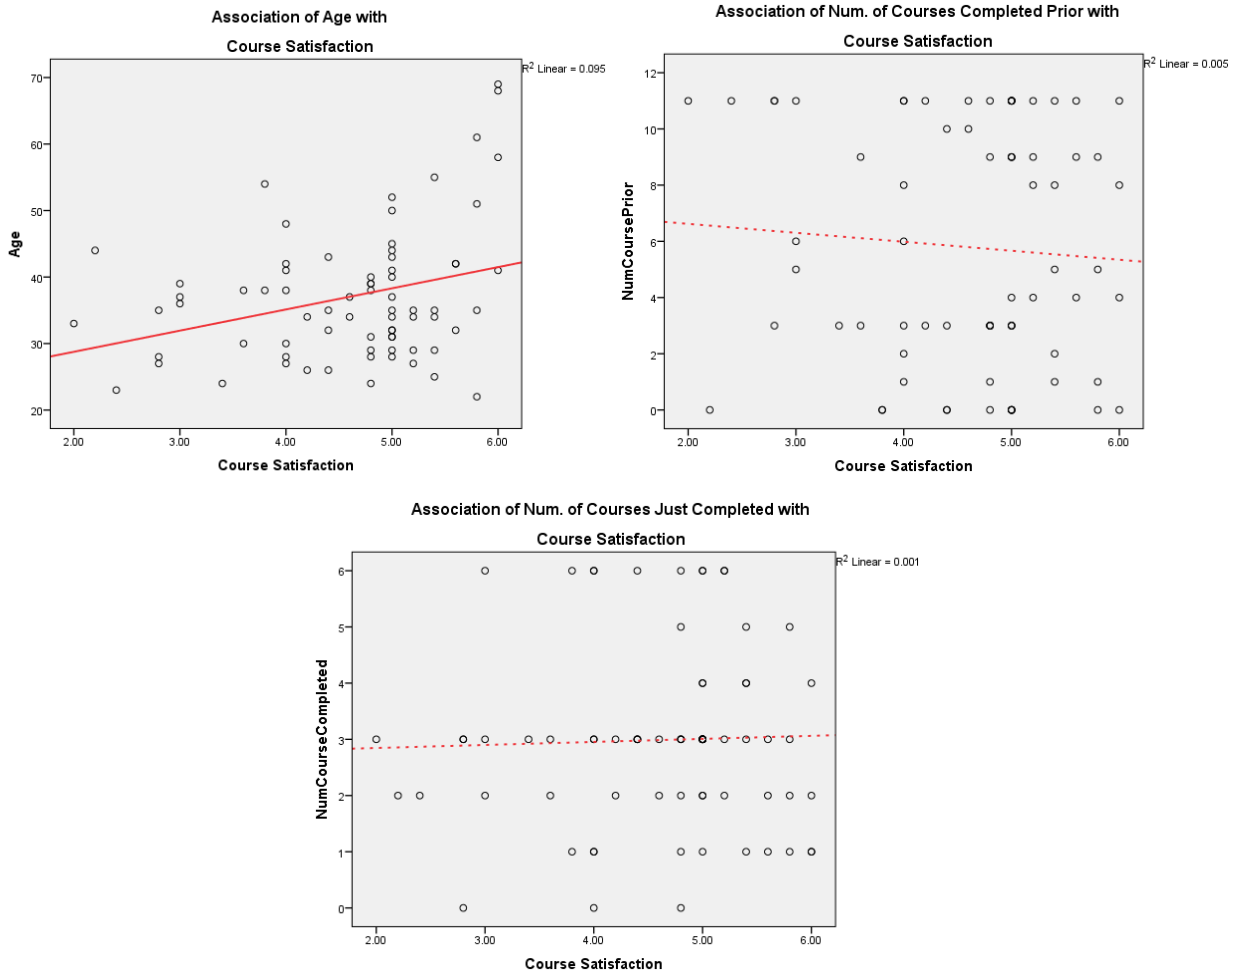 Association of Age with
Course Satisfaction
R2 Linear = 0.095
70
60
50
40
30
20
Age
2.00 3.00 4.00 5.00 6.00
Course Satisfaction
Association of Num. of Courses Completed Prior with
Course Satisfaction
R2 Linear = 0.005
12
10
8
6
4
2
0
NumCoursePrior
2.00 3.00 4.00 5.00 6.00
Course Satisfaction
Association of Num. of Courses Just Completed with
Course Satisfaction
R2 Linear = 0.001
6
5
4
3
2
1
0
NumCourseCompleted
2.00 3.00 4.00 5.00 6.00
Course Satisfaction